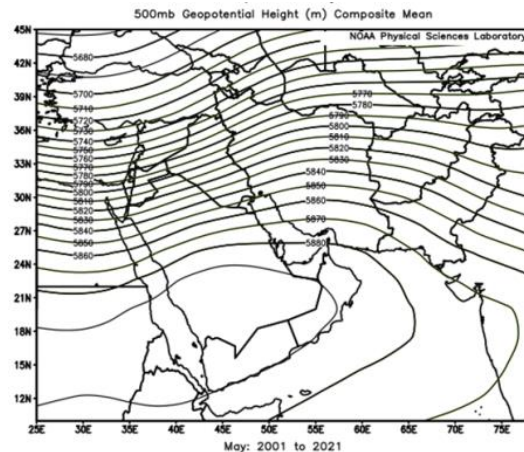 500mb Geopotential Height (m) Composite Mean
NOAA Physical Sciences Laboratory
45N
42N
39N
36N
33N
30N
27N
24N
21N
18N
15N
12N
5680
5700
5710
5720
5730
5740
5750
5760
5770
5780
5790
5800
5810
5820
5830
5840
5850
5860
5770
5780
5790
5800
5810
5820
5830
5840
5850
5860
5870
5880
25E 30E 35E 40E 45E 50E 55E 60E 65E 70E 75E
May: 2001 to 2021